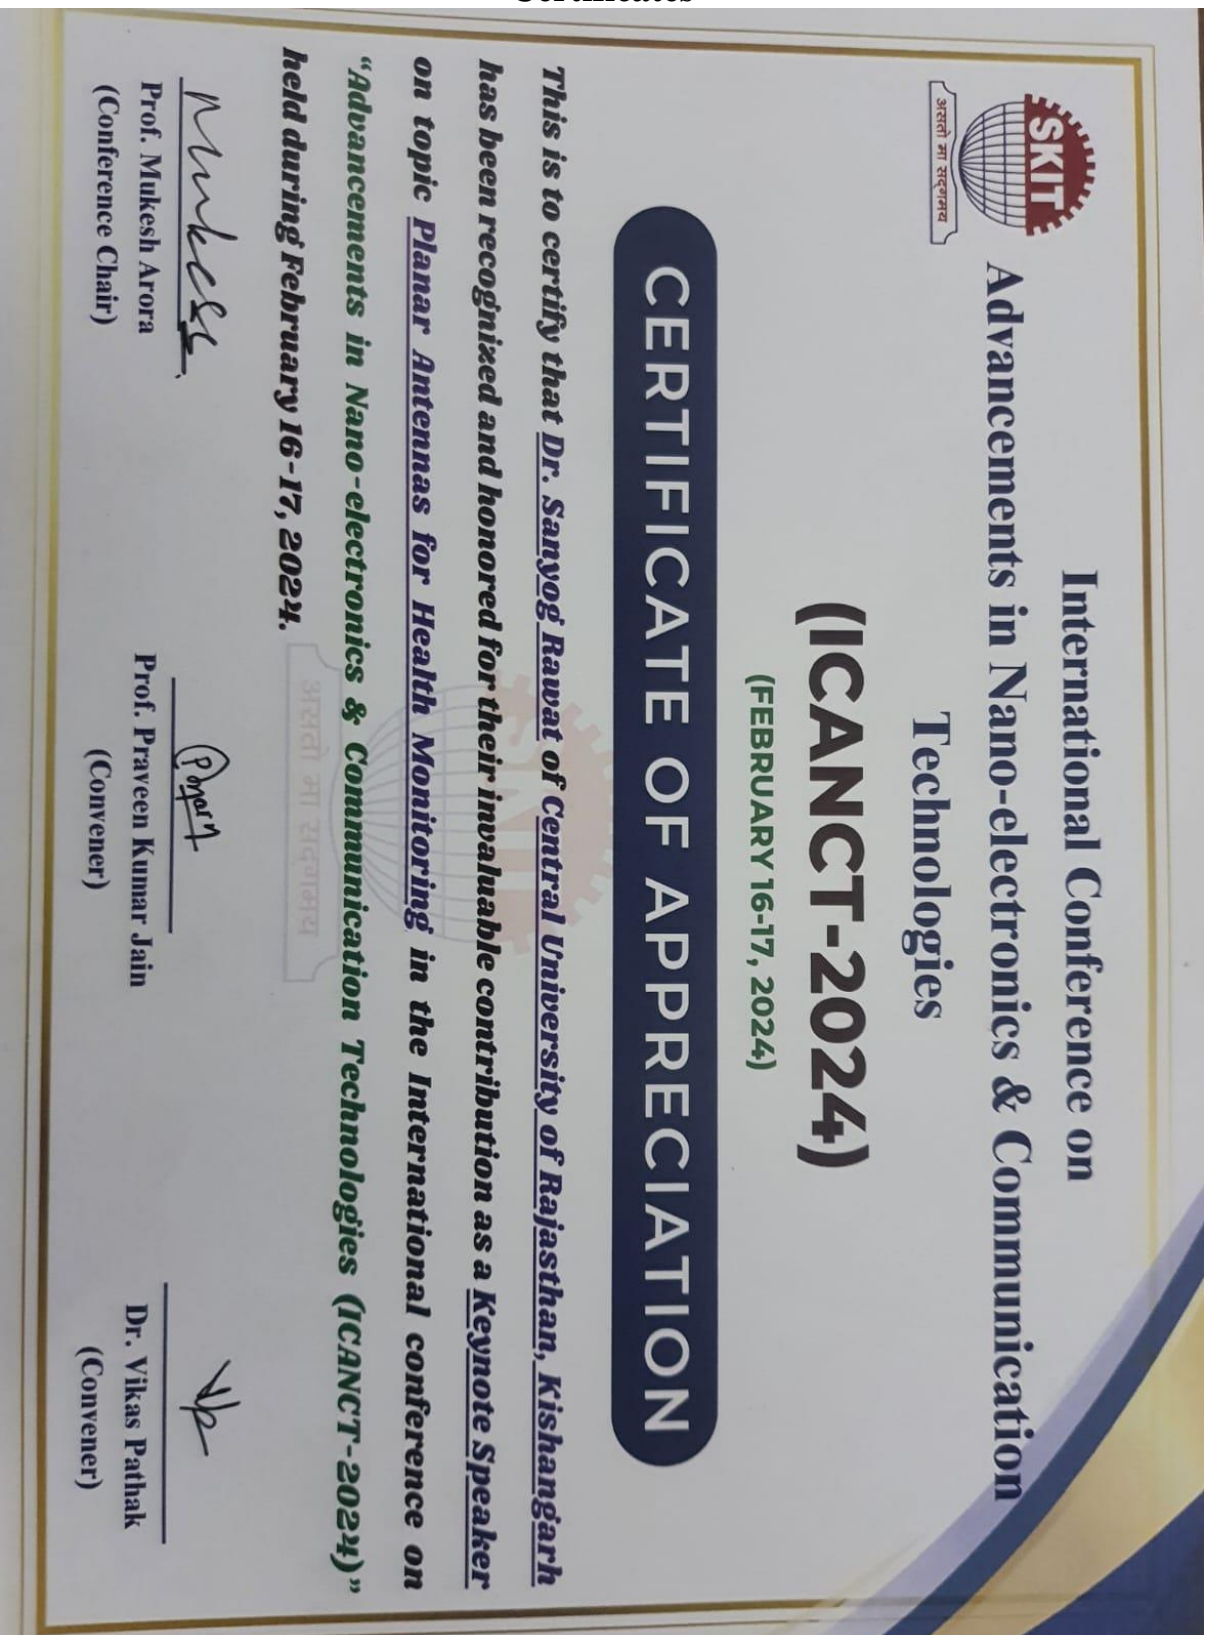 SKIT
असतो मा सद्गमय
International Conference on
Advancements in Nano-electronics & Communication
Technologies
(ICANCT-2024)
(FEBRUARY 16-17, 2024)
CERTIFICATE OF APPRECIATION
This is to certify that Dr. Sanyog Rawat of Central University of Rajasthan, Kishangarh
has been recognized and honored for their invaluable contribution as a Keynote Speaker
on topic Planar Antennas for Health Monitoring in the International conference on
“Advancements in Nano-electronics & Communication Technologies (ICANCT-2024)”
held during February 16-17, 2024.
SKIT
असतो मा सद्गमय
Mukesh
Prof. Mukesh Arora
(Conference Chair)
Prof. Praveen Kumar Jain
(Convener)
Dr. Vikas Pathak
(Convener)